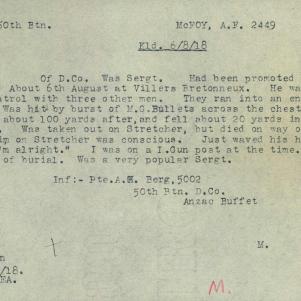 50th Btn. McFOY, A.F. 2449
Kld. 6/8/18
Of D.Co. Was Sergt. Had been promoted
About 6th August at Villers Bretonneux. He wa
trol with three other men. They ran into an en
Was hit by burst of M.G.Bullets across the chest
about 100 yards after,and fell about 20 yards in
. Was taken out on Stretcher, but died on way o
im on Stretcher was conscious. Just waved his h
'm alright." I was on a L.Gun post at the time.
of burial. Was a very popular Sergt.
Inf:- Pte.A. Berg,5002
50th Btn. D.Co.
Anzac Buffet
M.
n
/18.
EA.
M.